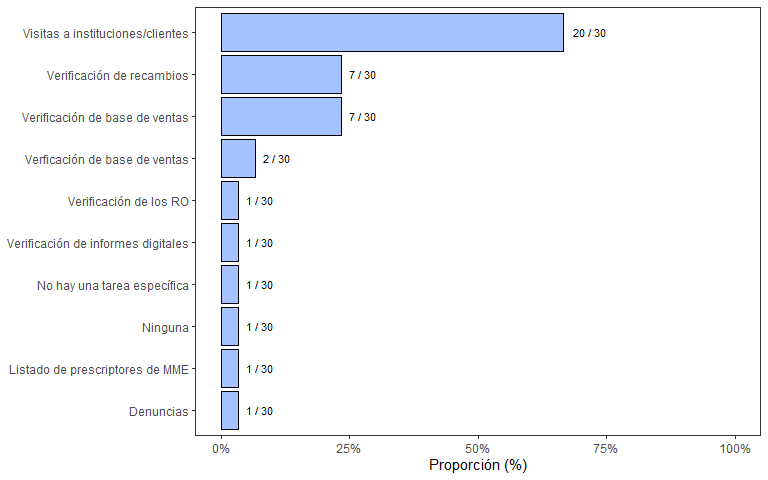 Visitas a instituciones/clientes
20 / 30
Verificación de recambios
7 / 30
Verificación de base de ventas
7 / 30
Verficación de base de ventas
2 / 30
Verificación de los RO
1 / 30
Verificación de informes digitales
1 / 30
No hay una tarea específica
1 / 30
Ninguna
1 / 30
Listado de prescriptores de MME
1 / 30
Denuncias
1 / 30
0%
25%
50%
75%
100%
Proporción (%)